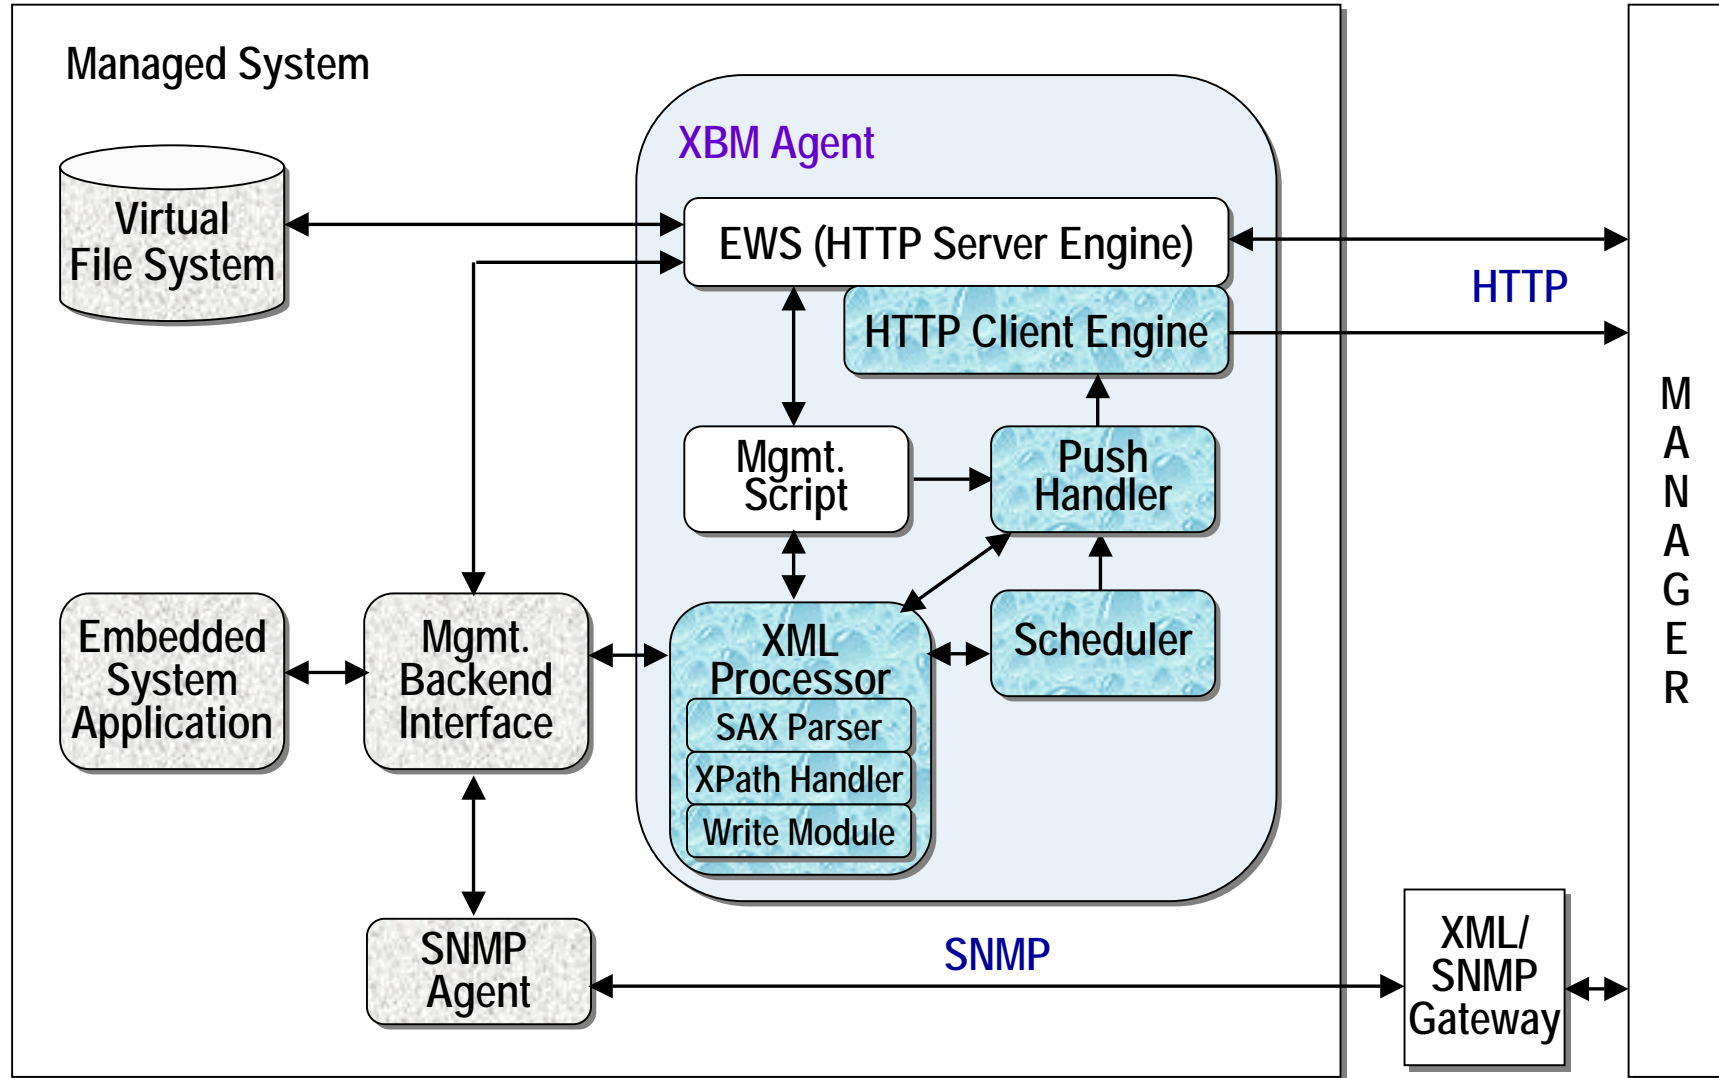 Managed System
XBM Agent
Virtual
File System
EWS (HTTP Server Engine)
HTTP
HTTP Client Engine
Mgmt.
Script
Push
Handler
Embedded
System
Application
Mgmt.
Backend
Interface
XML
Processor
SAX Parser
XPath Handler
Write Module
Scheduler
SNMP
Agent
SNMP
XML/
SNMP
Gateway
M
A
N
A
G
E
R